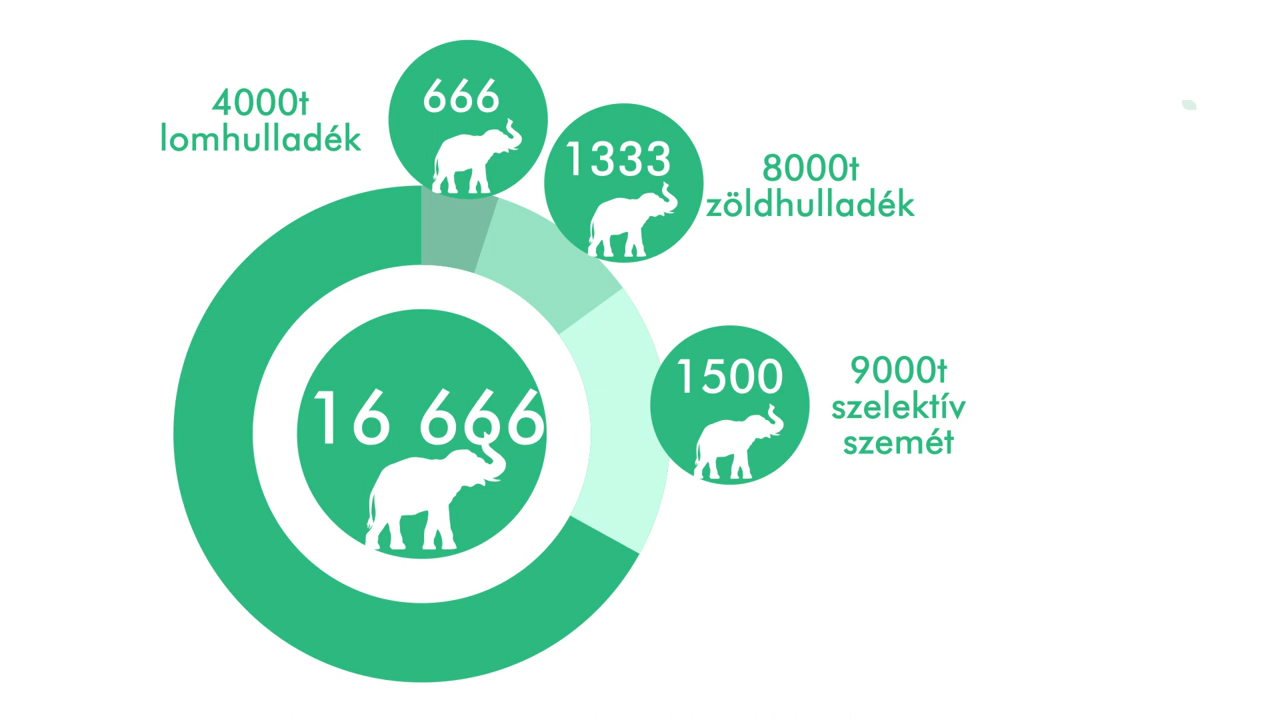 666
4000t
lomhulladék
1333
8000t
zöldhulladék
1500
9000t
szelektív
szemét
16 666